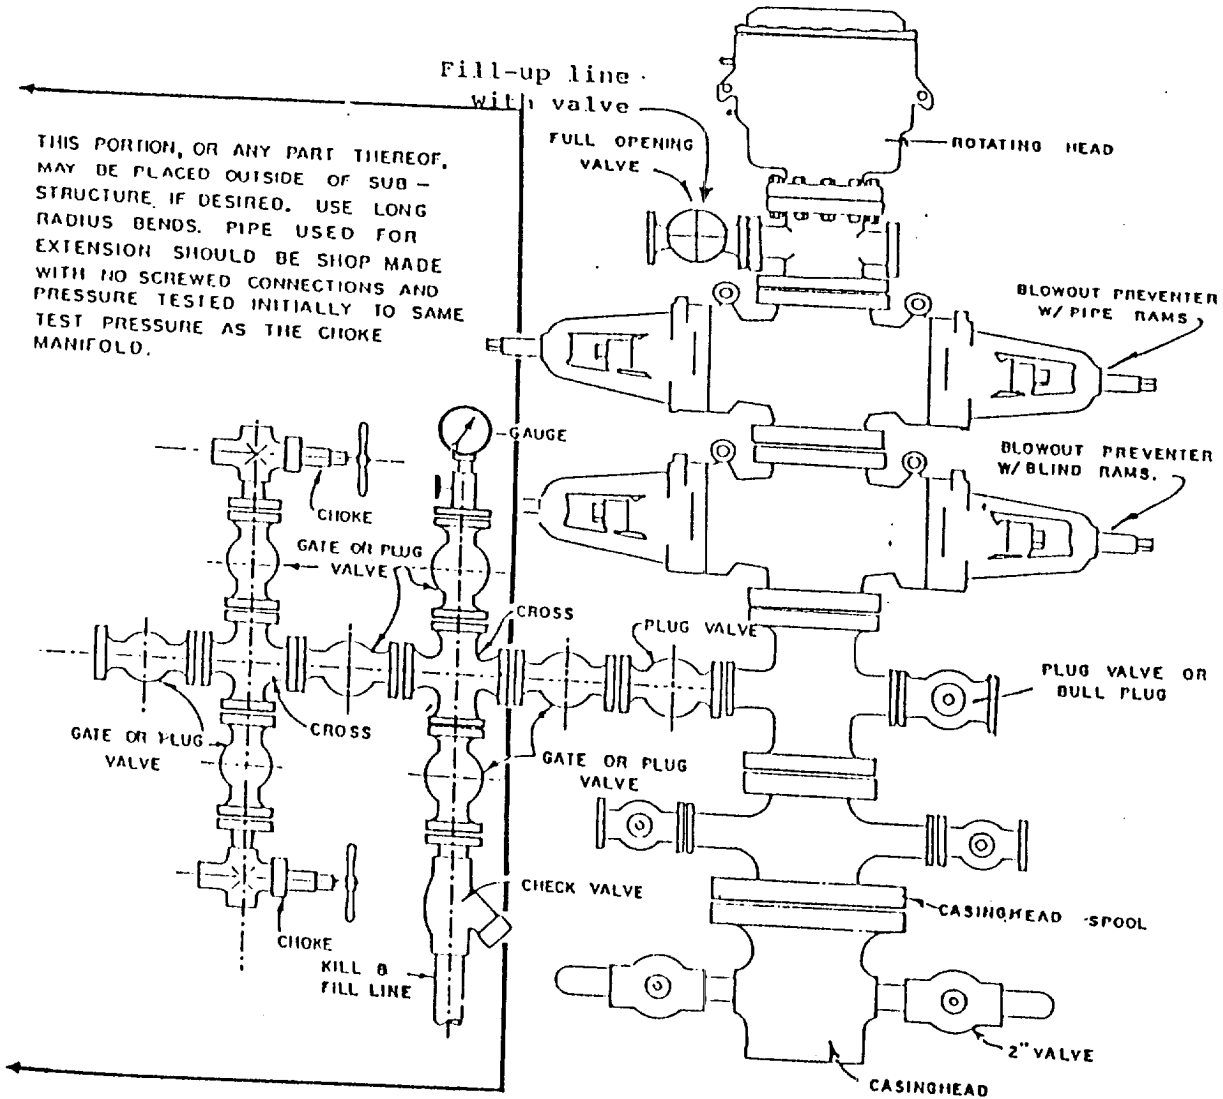 Fill-up line
with valve
FULL OPENING
VALVE
ROTATING HEAD
THIS PORTION, OR ANY PART THEREOF,
MAY BE PLACED OUTSIDE OF SUB-
STRUCTURE IF DESIRED. USE LONG
RADIUS BENDS. PIPE USED FOR
EXTENSION SHOULD BE SHOP MADE
WITH NO SCREWED CONNECTIONS AND
PRESSURE TESTED INITIALLY TO SAME
TEST PRESSURE AS THE CHOKE
MANIFOLD.
BLOWOUT PREVENTER
W/ PIPE RAMS
GAUGE
BLOWOUT PREVENTER
W/ BLIND RAMS.
CHOKE
GATE OR PLUG
VALVE
CROSS
PLUG VALVE
PLUG VALVE OR
BULL PLUG
GATE OR PLUG
VALVE
CROSS
GATE OR PLUG
VALVE
CHECK VALVE
CASINGHEAD SPOOL
CHOKE
KILL &
FILL LINE
2" VALVE
CASINGHEAD